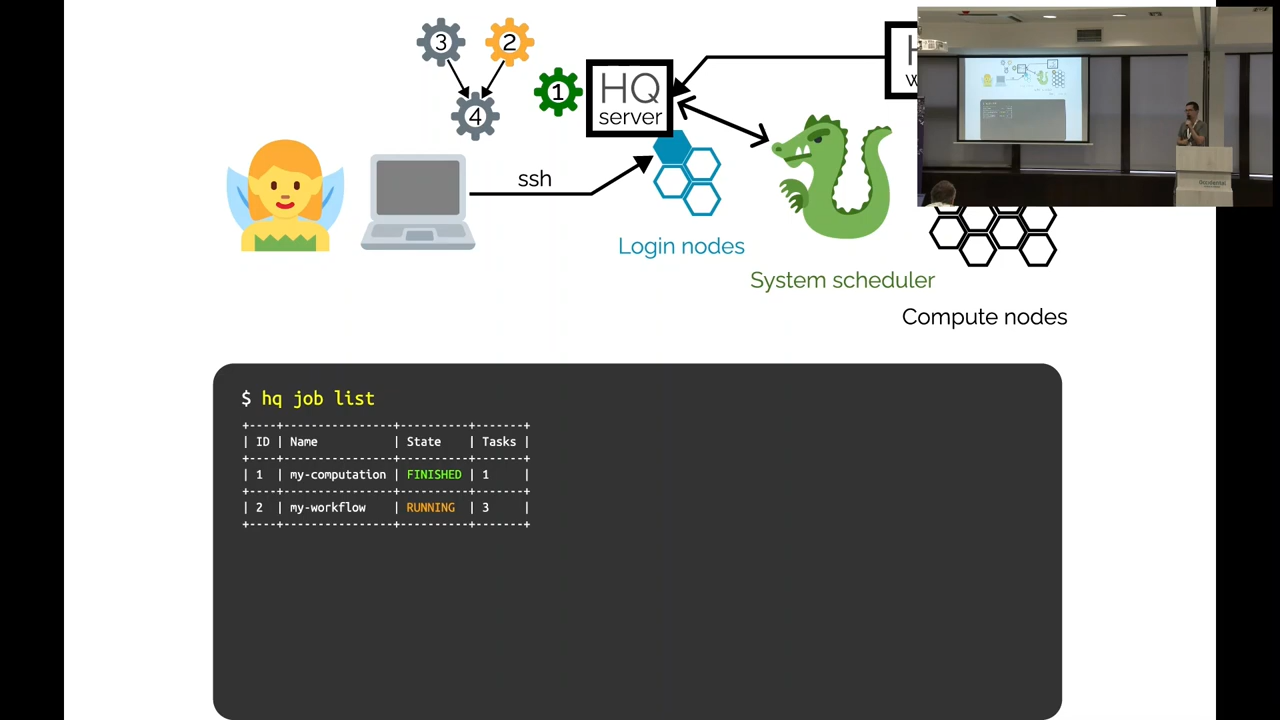 3
2
1
HQ
server
4
ssh
Login nodes
System scheduler
Compute nodes
$ hq job list
+----+----------------+----------+-------+
| ID | Name | State | Tasks |
+----+----------------+----------+-------+
| 1 | my-computation | FINISHED | 1 |
+----+----------------+----------+-------+
| 2 | my-workflow | RUNNING | 3 |
+----+----------------+----------+-------+